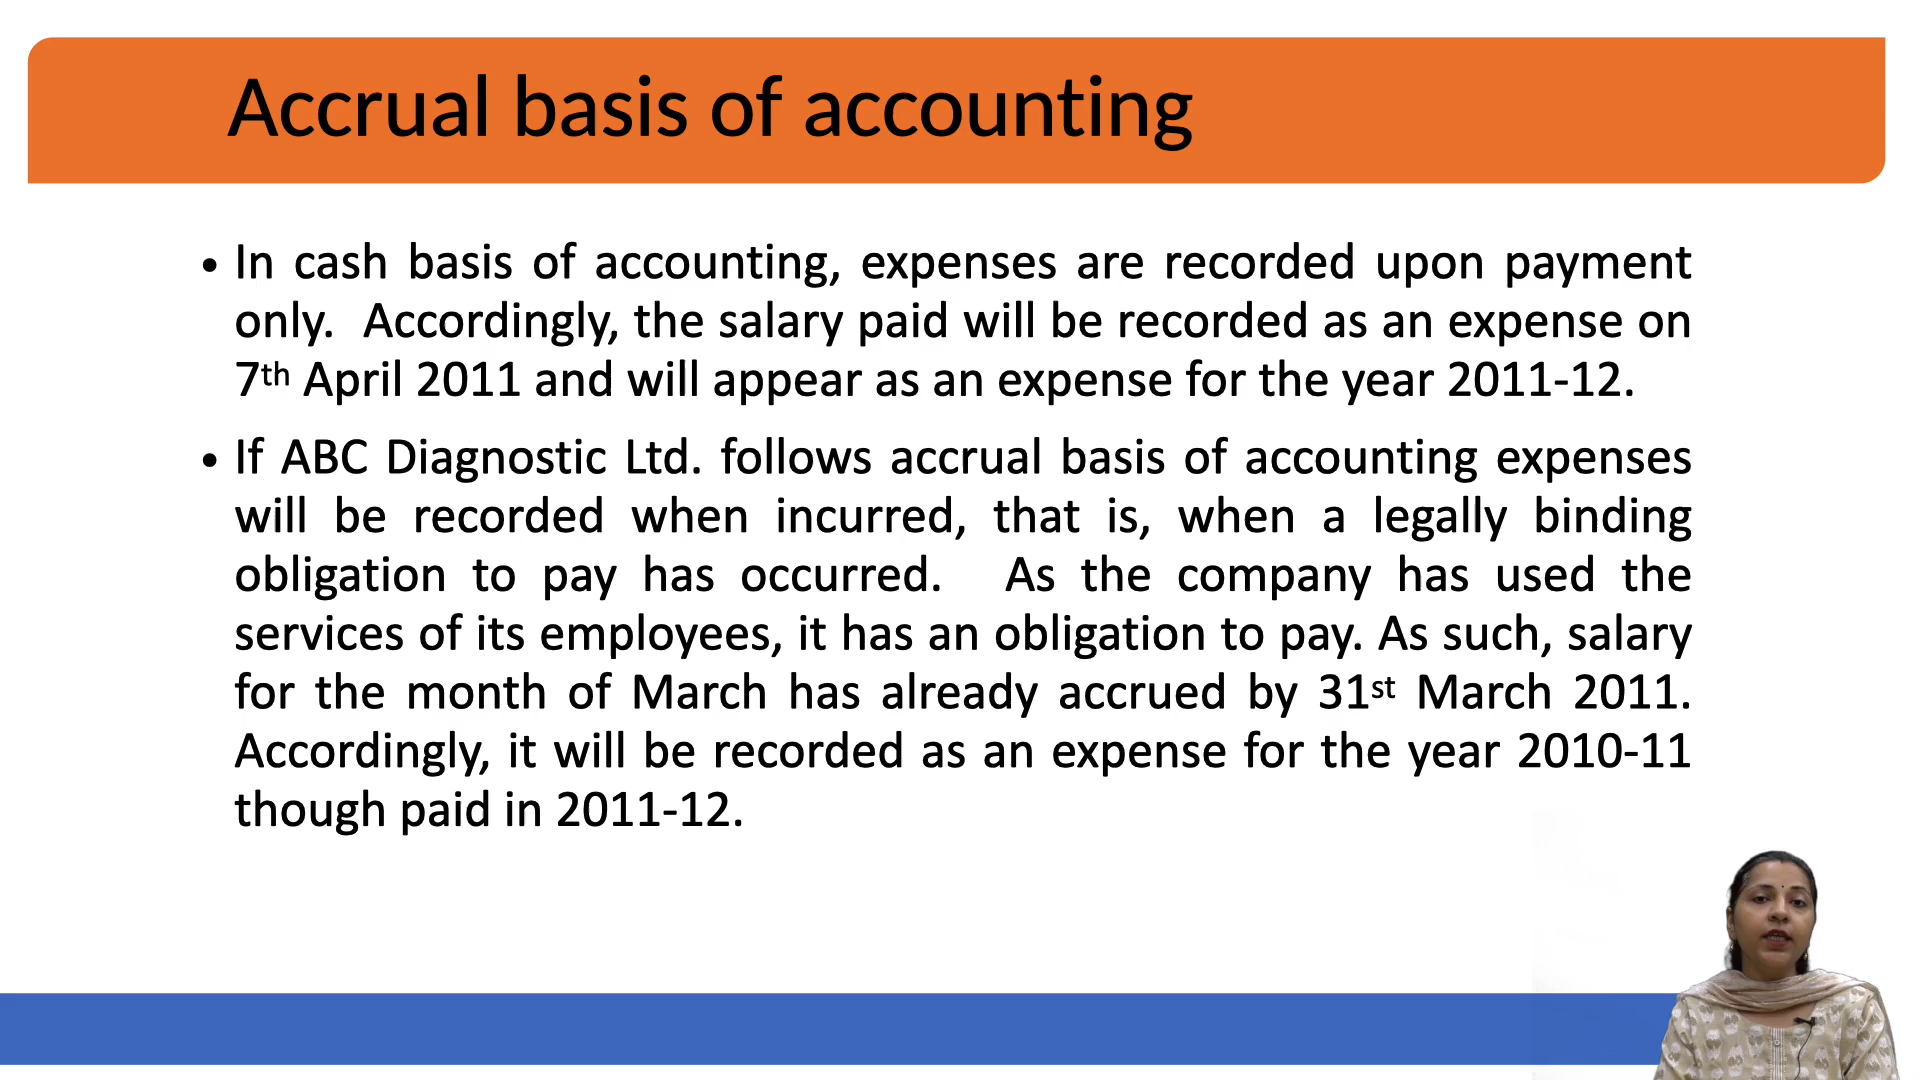 Accrual basis of accounting
• In cash basis of accounting, expenses are recorded upon payment
only.  Accordingly, the salary paid will be recorded as an expense on
7th April 2011 and will appear as an expense for the year 2011-12.
• If ABC Diagnostic Ltd. follows accrual basis of accounting expenses
will be recorded when incurred, that is, when a legally binding
obligation to pay has occurred.  As the company has used the
services of its employees, it has an obligation to pay. As such, salary
for the month of March has already accrued by 31st March 2011.
Accordingly, it will be recorded as an expense for the year 2010-11
though paid in 2011-12.